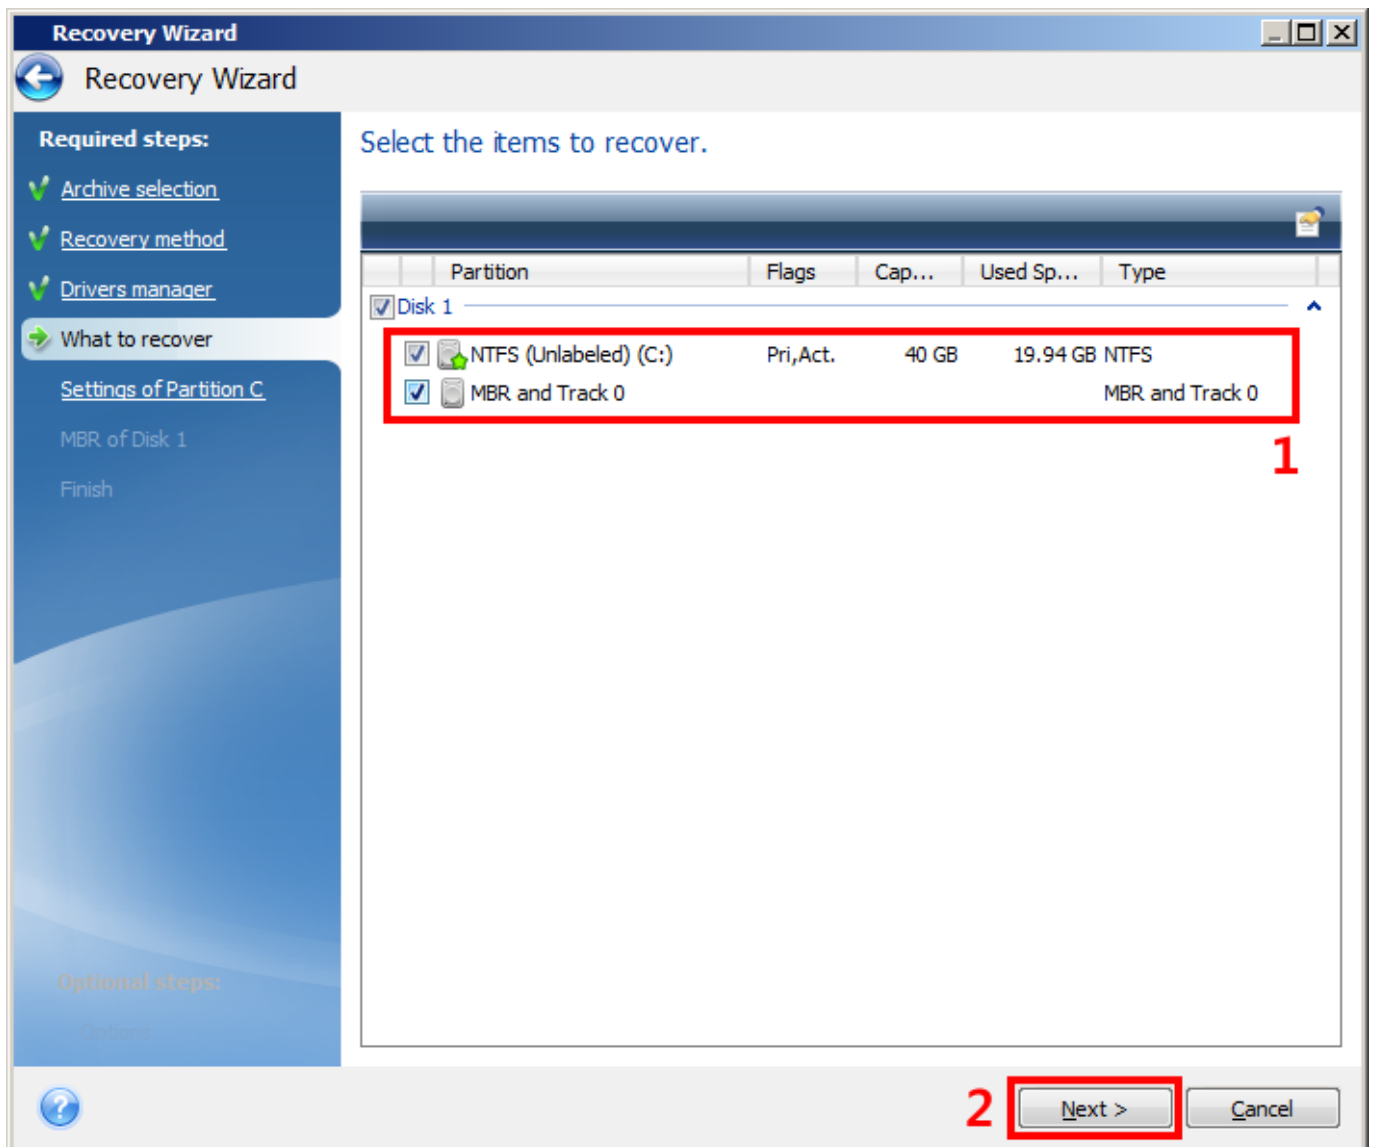 Recovery Wizard
Recovery Wizard
Required steps:
Archive selection
Recovery method
Drivers manager
What to recover
Settings of Partition C
MBR of Disk 1
Finish
Optional steps:
Options
Select the items to recover.
Partition Flags Cap... Used Sp... Type
Disk 1
NTFS (Unlabeled) (C:) Pri,Act. 40 GB 19.94 GB NTFS
MBR and Track 0 MBR and Track 0
1
2 Next > Cancel